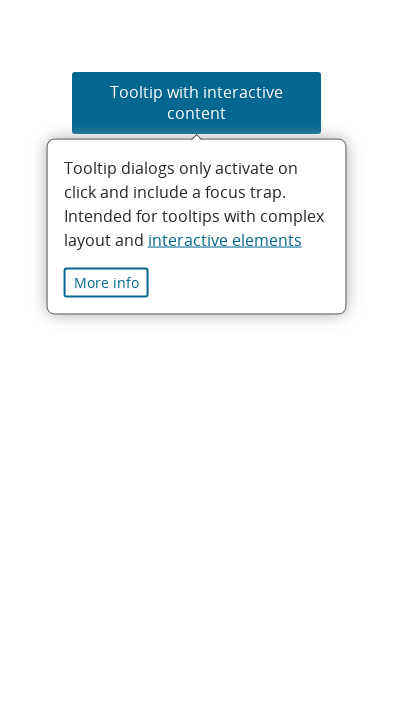 Tooltip with interactive
content
Tooltip dialogs only activate on
click and include a focus trap.
Intended for tooltips with complex
layout and interactive elements
More info